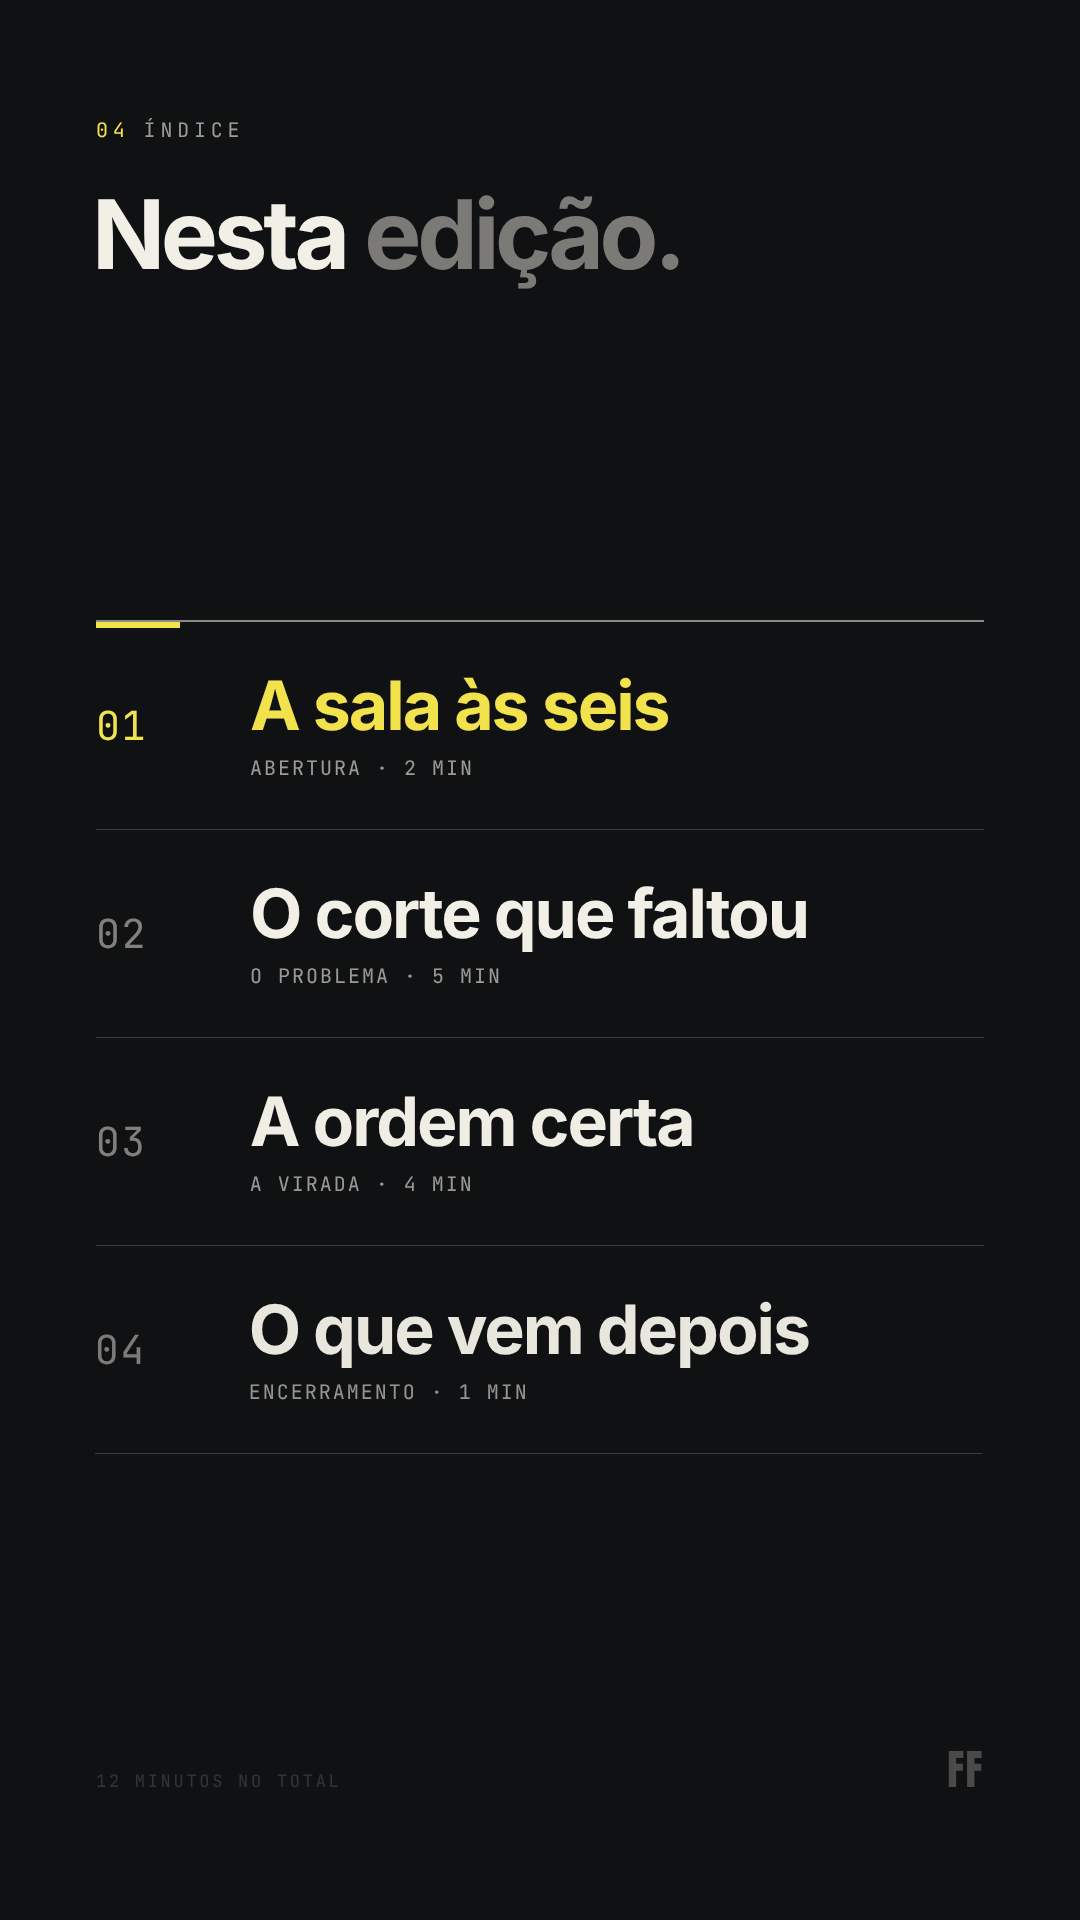 04 ÍNDICE
Nesta edição.
01
A sala às seis
ABERTURA · 2 MIN
02
O corte que faltou
O PROBLEMA · 5 MIN
03
A ordem certa
A VIRADA · 4 MIN
04
O que vem depois
ENCERRAMENTO · 1 MIN
12 MINUTOS NO TOTAL
FF